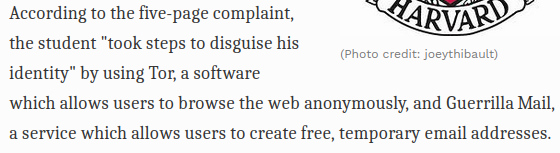 According to the five-page complaint,
the student "took steps to disguise his
identity" by using Tor, a software
which allows users to browse the web anonymously, and Guerrilla Mail,
a service which allows users to create free, temporary email addresses.
HARVARD
(Photo credit: joeythibault)